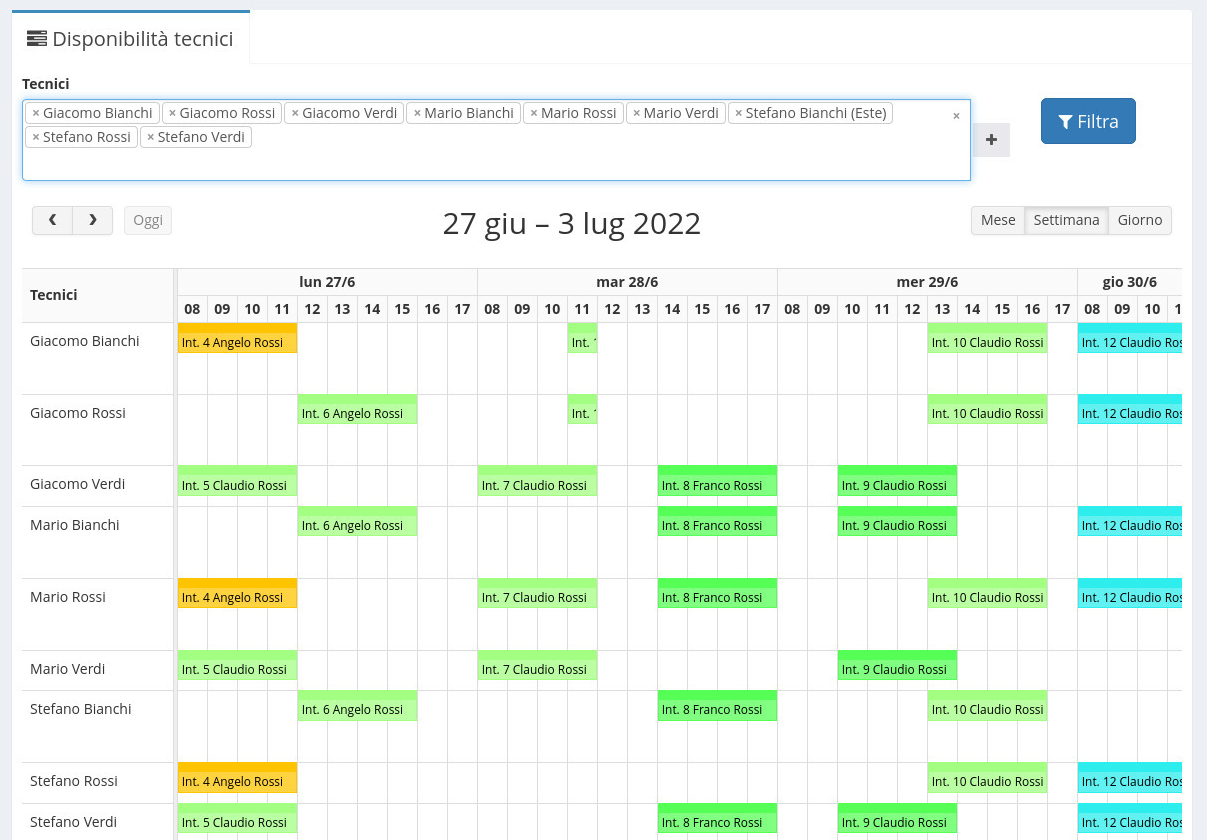 Disponibilità tecnici
Tecnici
× Giacomo Bianchi × Giacomo Rossi × Giacomo Verdi × Mario Bianchi × Mario Rossi × Mario Verdi × Stefano Bianchi (Este) ×
× Stefano Rossi × Stefano Verdi
+
Filtra
Oggi
27 giu – 3 lug 2022
Mese Settimana Giorno
Tecnici
lun 27/6 mar 28/6 mer 29/6 gio 30/6
08 09 10 11 12 13 14 15 16 17 08 09 10 11 12 13 14 15 16 17 08 09 10 11 12 13 14 15 16 17 08 09 10 1
Giacomo Bianchi Int. 4 Angelo Rossi Int. Int. 10 Claudio Rossi Int. 12 Claudio Ros
Giacomo Rossi Int. 6 Angelo Rossi Int. Int. 10 Claudio Rossi Int. 12 Claudio Ros
Giacomo Verdi Int. 5 Claudio Rossi Int. 7 Claudio Rossi Int. 8 Franco Rossi Int. 9 Claudio Rossi
Mario Bianchi Int. 6 Angelo Rossi Int. 8 Franco Rossi Int. 9 Claudio Rossi Int. 12 Claudio Ros
Mario Rossi Int. 4 Angelo Rossi Int. 7 Claudio Rossi Int. 8 Franco Rossi Int. 10 Claudio Rossi Int. 12 Claudio Ros
Mario Verdi Int. 5 Claudio Rossi Int. 7 Claudio Rossi Int. 9 Claudio Rossi
Stefano Bianchi Int. 6 Angelo Rossi Int. 8 Franco Rossi Int. 10 Claudio Rossi
Stefano Rossi Int. 4 Angelo Rossi Int. 10 Claudio Rossi Int. 12 Claudio Ros
Stefano Verdi Int. 5 Claudio Rossi Int. 8 Franco Rossi Int. 9 Claudio Rossi Int. 12 Claudio Ros